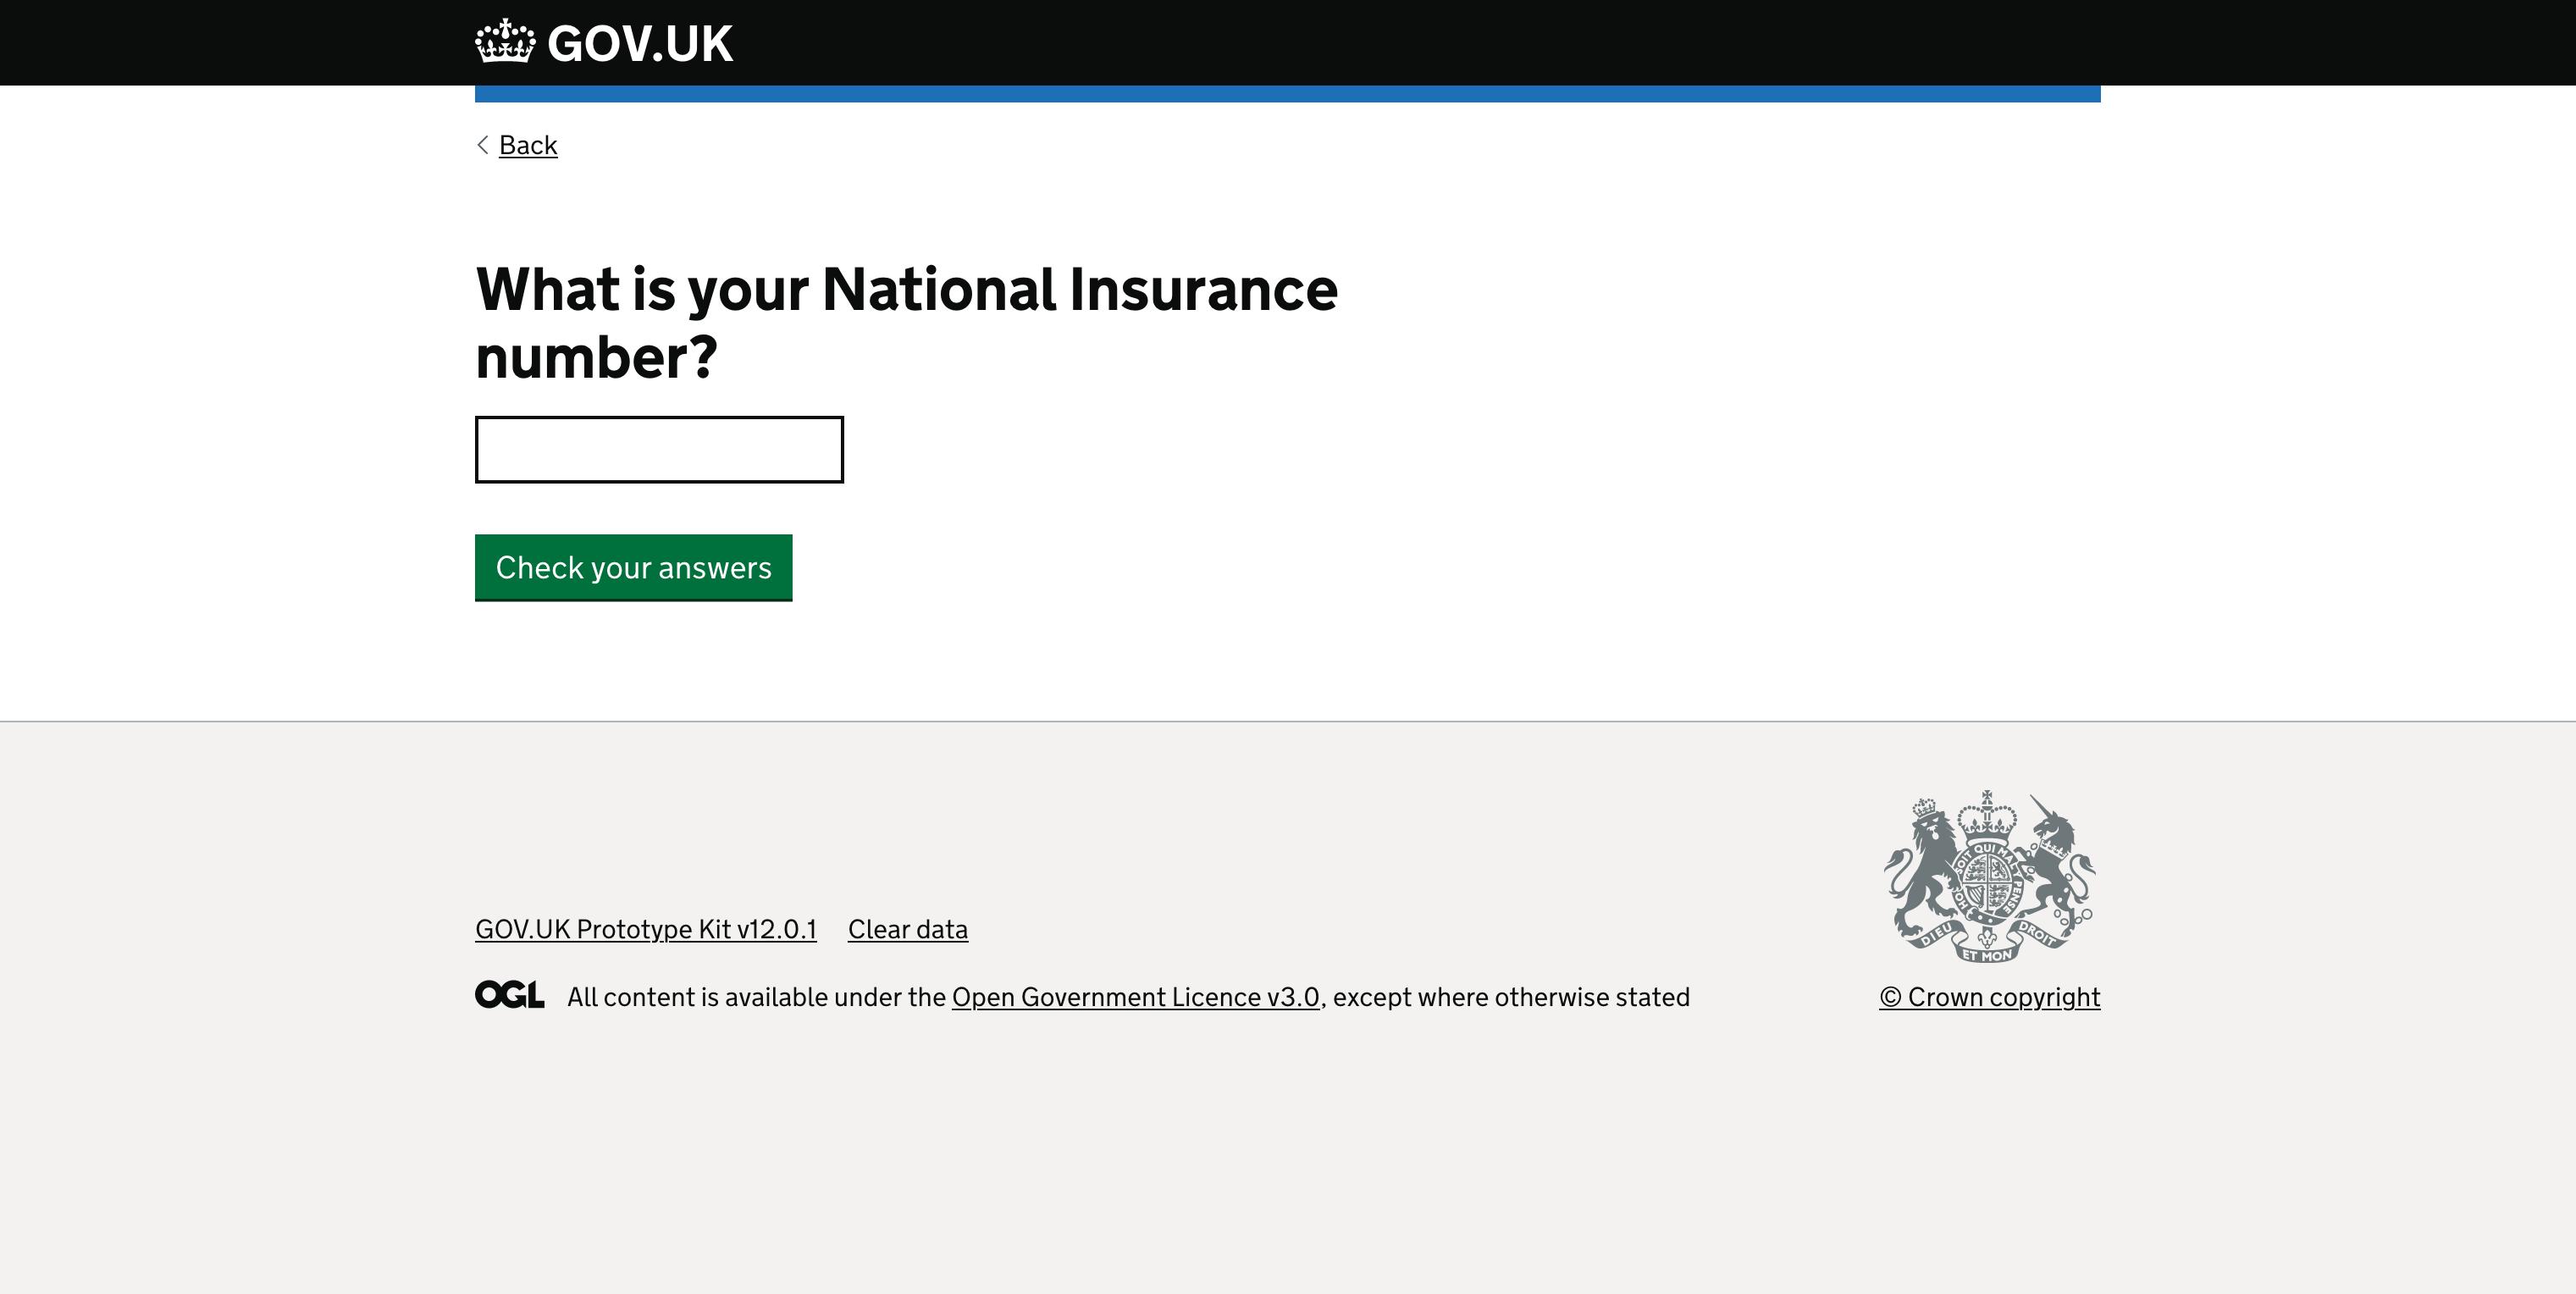 GOV.UK
Back
What is your National Insurance
number?
Check your answers
GOV.UK Prototype Kit v12.0.1 Clear data
OGL All content is available under the Open Government Licence v3.0, except where otherwise stated
DIEU ET MON DROIT
© Crown copyright